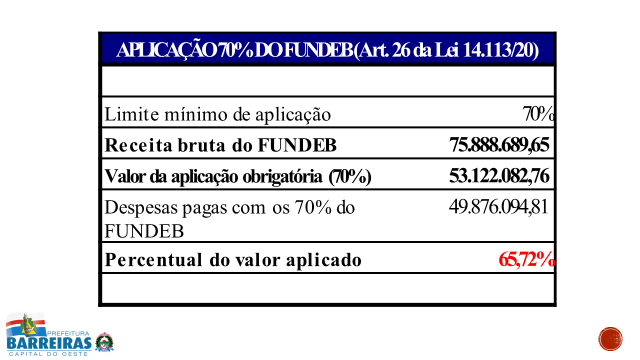 APLICAÇÃO 70% DO FUNDEB (Art. 26 da Lei 14.113/20)
Limite mínimo de aplicação 70%
Receita bruta do FUNDEB 75.888.689,65
Valor da aplicação obrigatória (70%) 53.122.082,76
Despesas pagas com os 70% do 49.876.094,81
FUNDEB
Percentual do valor aplicado 65,72%
PREFEITURA
BARREIRAS
CAPITAL DO OESTE